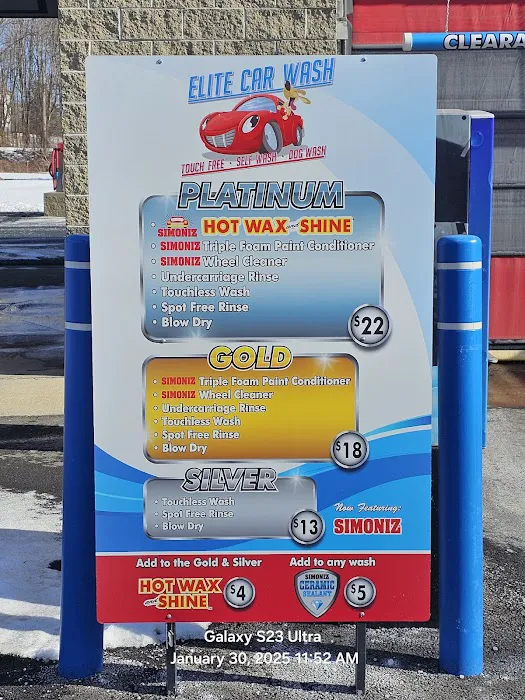 CLEARA
ELITE CAR WASH
TOUCH FREE • SELF WASH • DOG WASH
PLATINUM
• SIMONIZ HOT WAX and SHINE
• SIMONIZ Triple Foam Paint Conditioner
• SIMONIZ Wheel Cleaner
• Undercarriage Rinse
• Touchless Wash
• Spot Free Rinse
• Blow Dry
$22
GOLD
• SIMONIZ Triple Foam Paint Conditioner
• SIMONIZ Wheel Cleaner
• Undercarriage Rinse
• Touchless Wash
• Spot Free Rinse
• Blow Dry
$18
SILVER
• Touchless Wash
• Spot Free Rinse
• Blow Dry
$13
Now Featuring:
SIMONIZ
Add to the Gold & Silver
HOT WAX
and SHINE
$4
Add to any wash
SIMONIZ
CERAMIC
SEALANT
$5
Galaxy S23 Ultra
January 30, 2025 11:52 AM